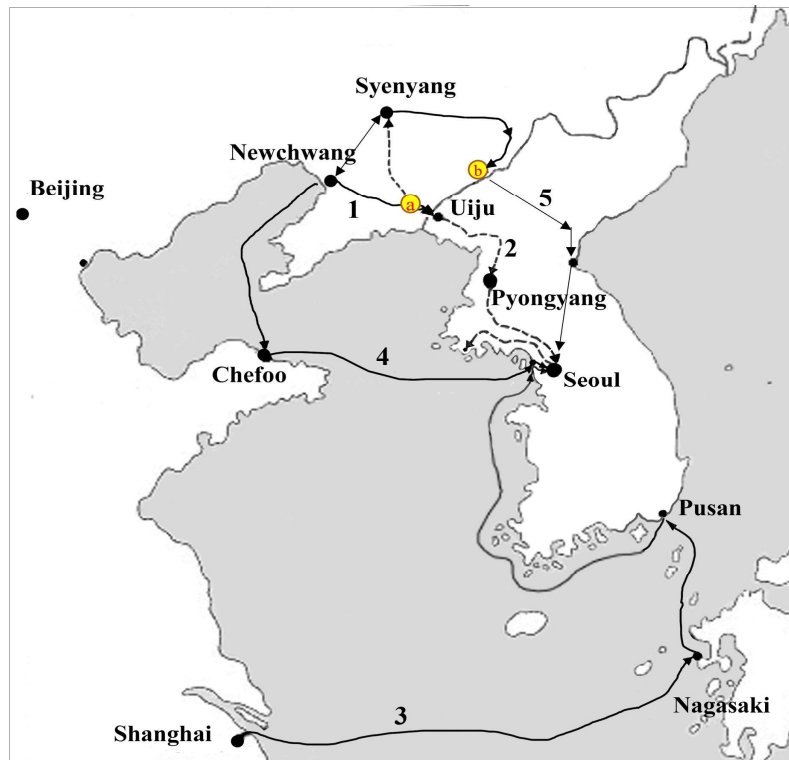 Syenyang
Newchwang
b
Beijing
1
a
Uiju
5
2
Pyongyang
Chefoo
4
Seoul
Pusan
Nagasaki
3
Shanghai